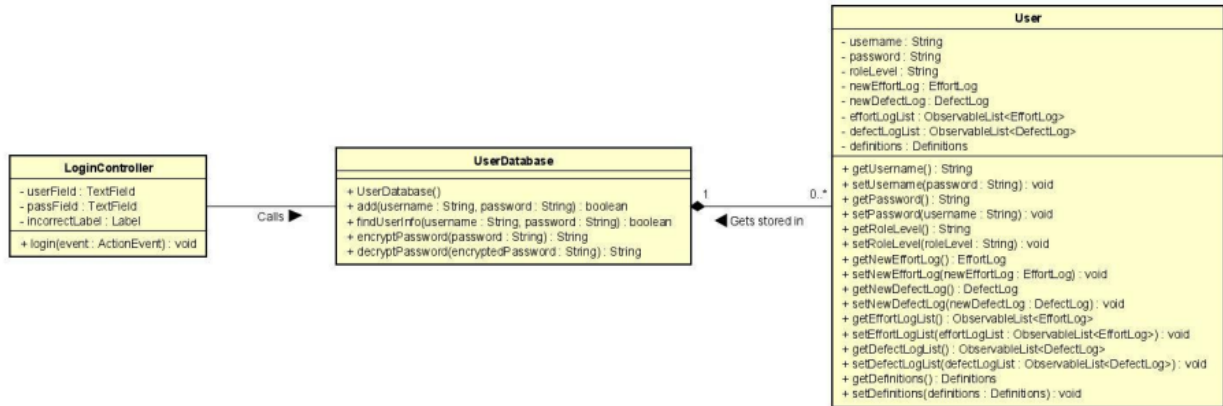 LoginController
- userField : TextField
- passField : TextField
- incorrectLabel : Label
+ login(event : ActionEvent) : void
Calls
UserDatabase
+ UserDatabase()
+ add(username : String, password : String) : boolean
+ findUserInfo(username : String, password : String) : boolean
+ encryptPassword(password : String) : String
+ decryptPassword(encryptedPassword : String) : String
1
0..*
Gets stored in
User
- username : String
- password : String
- roleLevel : String
- newEffortLog : EffortLog
- newDefectLog : DefectLog
- effortLogList : ObservableList<EffortLog>
- defectLogList : ObservableList<DefectLog>
- definitions : Definitions
+ getUsername() : String
+ setUsername(password : String) : void
+ getPassword() : String
+ setPassword(username : String) : void
+ getRoleLevel() : String
+ setRoleLevel(roleLevel : String) : void
+ getNewEffortLog() : EffortLog
+ setNewEffortLog(newEffortLog : EffortLog) : void
+ getNewDefectLog() : DefectLog
+ setNewDefectLog(newDefectLog : DefectLog) : void
+ getEffortLogList() : ObservableList<EffortLog>
+ setEffortLogList(effortLogList : ObservableList<EffortLog>) : void
+ getDefectLogList() : ObservableList<DefectLog>
+ setDefectLogList(defectLogList : ObservableList<DefectLog>) : void
+ getDefinitions() : Definitions
+ setDefinitions(definitions : Definitions) : void